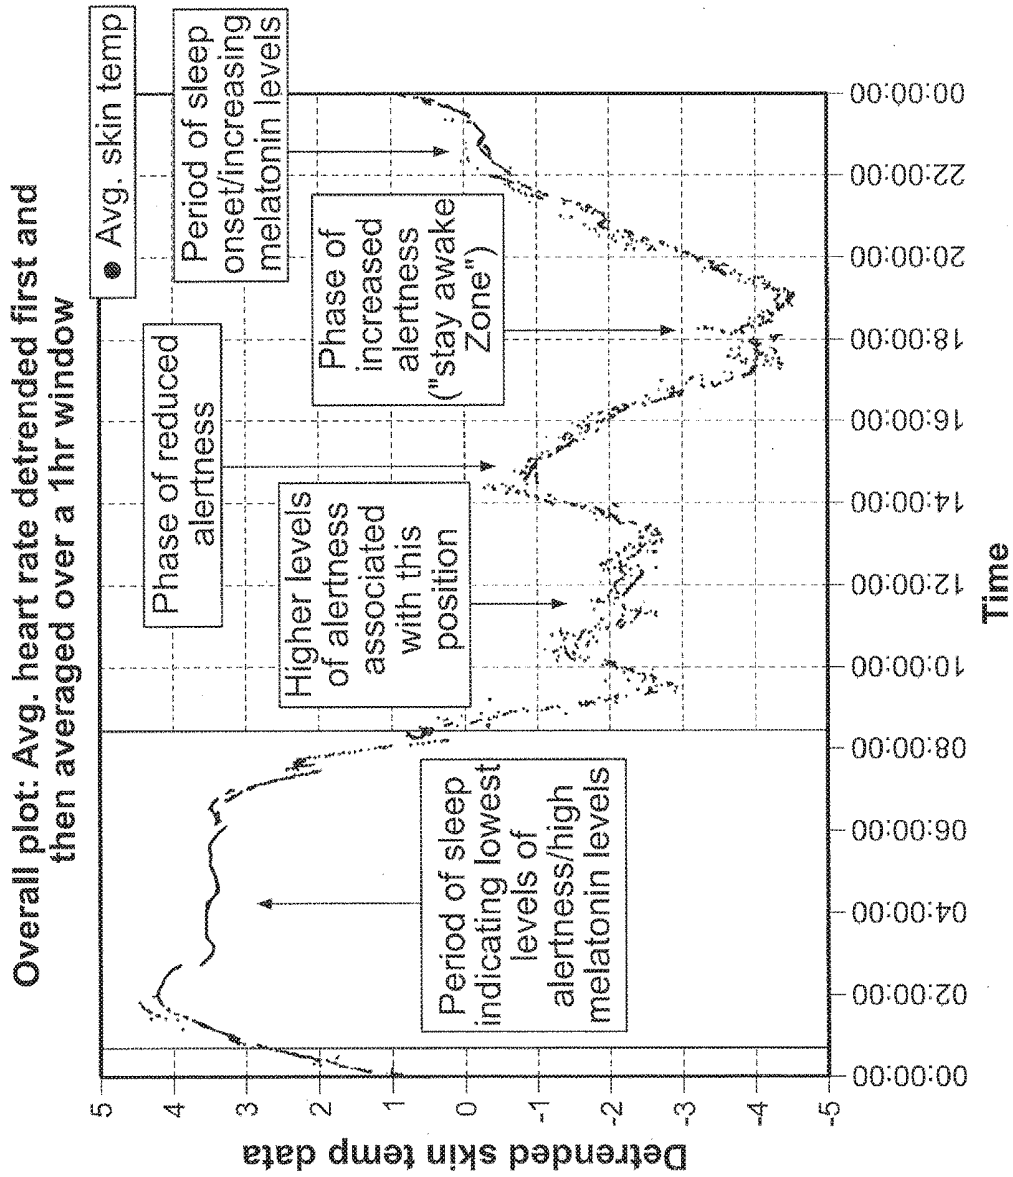 Overall plot: Avg. heart rate detrended first and
then averaged over a 1hr window
● Avg. skin temp
Period of sleep
onset/increasing
melatonin levels
Phase of
increased
alertness
("stay awake
Zone")
Phase of reduced
alertness
Higher levels
of alertness
associated
with this
position
Period of sleep
indicating lowest
levels of
alertness/high
melatonin levels
Detrended skin temp data
5
4
3
2
1
0
-1
-2
-3
-4
-5
00:00:00
02:00:00
04:00:00
06:00:00
08:00:00
10:00:00
12:00:00
14:00:00
16:00:00
18:00:00
20:00:00
22:00:00
00:00:00
Time